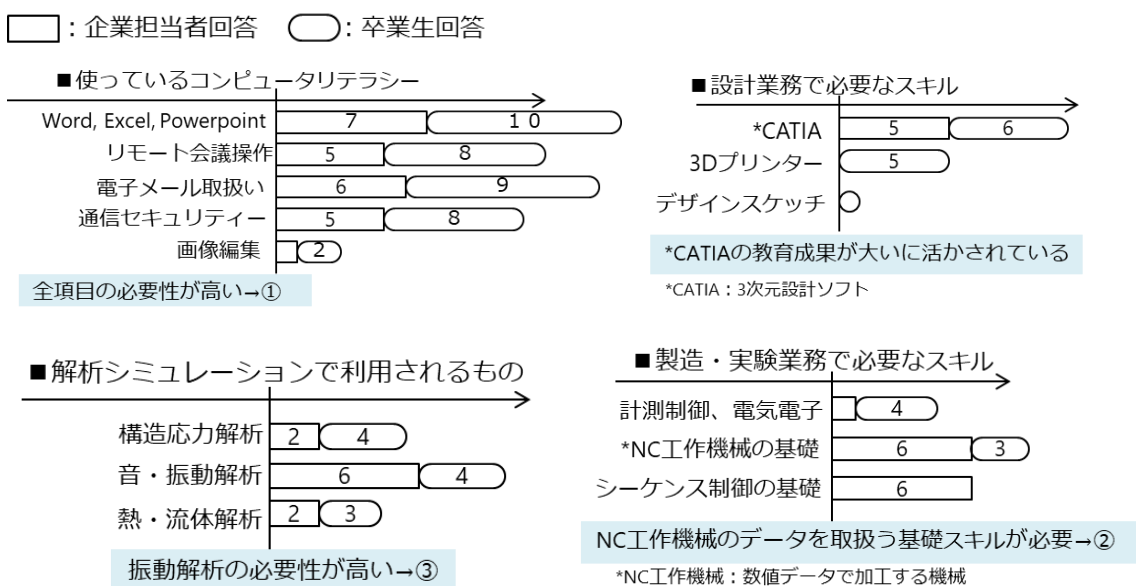 ：企業担当者回答　：卒業生回答
■使っているコンピュータリテラシー
Word, Excel, Powerpoint 7 １０
リモート会議操作 5 8
電子メール取扱い 6 9
通信セキュリティー 5 8
画像編集 2
全項目の必要性が高い→①
■設計業務で必要なスキル
*CATIA 5 6
3Dプリンター 5
デザインスケッチ
*CATIAの教育成果が大いに活かされている
*CATIA：3次元設計ソフト
■解析シミュレーションで利用されるもの
構造応力解析 2 4
音・振動解析 6 4
熱・流体解析 2 3
振動解析の必要性が高い→③
■製造・実験業務で必要なスキル
計測制御、電気電子 4
*NC工作機械の基礎 6 3
シーケンス制御の基礎 6
NC工作機械のデータを取扱う基礎スキルが必要→②
*NC工作機械：数値データで加工する機械